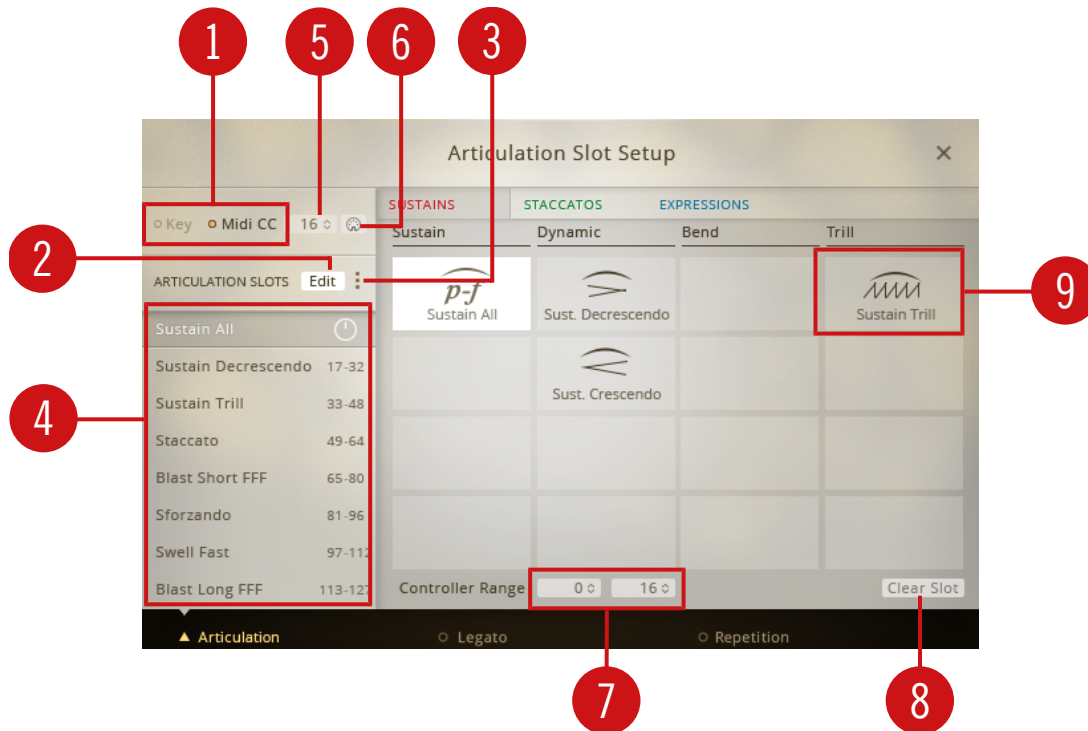 1 5 6 3
Articulation Slot Setup ×
SUSTAINS STACCATOS EXPRESSIONS
Key Midi CC 16
Sustain Dynamic Bend Trill
2
ARTICULATION SLOTS Edit
9
p-f
Sustain All Sust. Decrescendo Sustain Trill
Sustain All
Sustain Decrescendo 17-32
Sust. Crescendo
Sustain Trill 33-48
4
Staccato 49-64
Blast Short FFF 65-80
Sforzando 81-96
Swell Fast 97-112
Blast Long FFF 113-127
Controller Range 0 16 Clear Slot
Articulation Legato Repetition
7 8